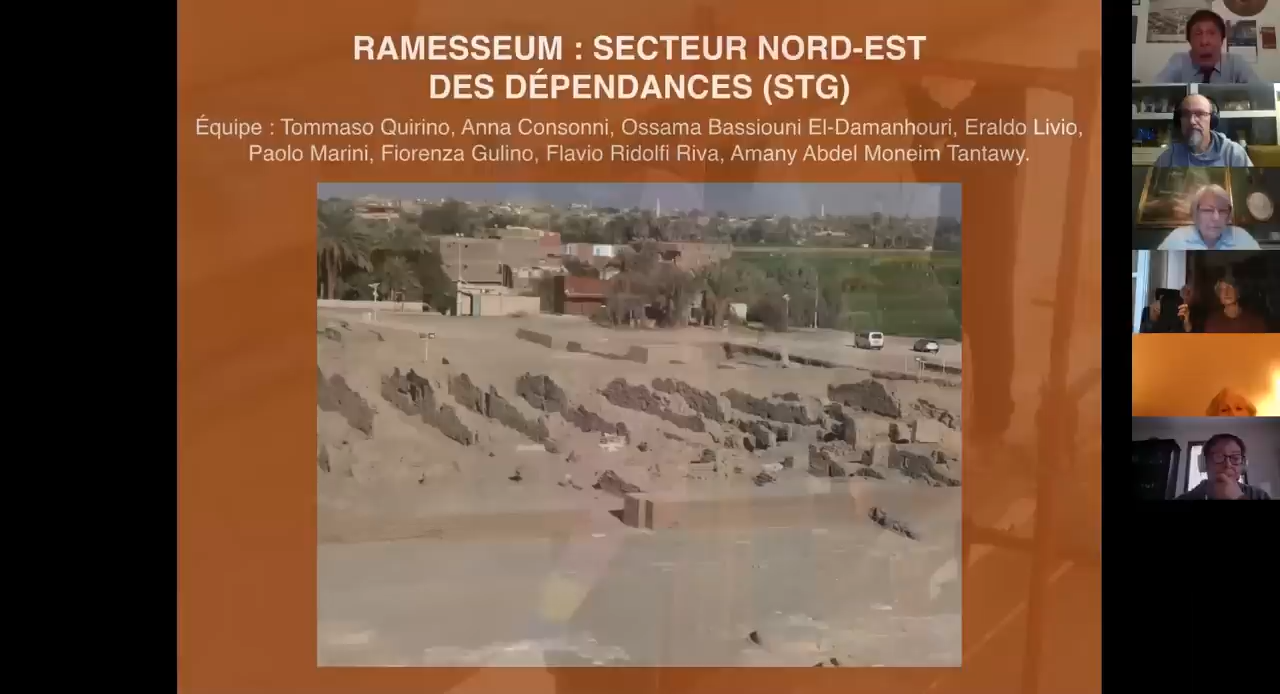 RAMESSEUM : SECTEUR NORD-EST
DES DÉPENDANCES (STG)
Équipe : Tommaso Quirino, Anna Consonni, Ossama Bassiouni El-Damanhouri, Eraldo Livio,
Paolo Marini, Fiorenza Gulino, Flavio Ridolfi Riva, Amany Abdel Moneim Tantawy.